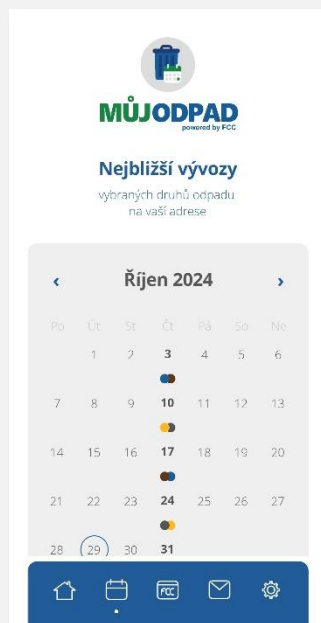 MŮJODPAD
powered by FCC
Nejbližší vývozy
vybraných druhů odpadu
na vaší adrese
‹ Říjen 2024 ›
Po Út St Čt Pá So Ne
1 2 3 4 5 6
7 8 9 10 11 12 13
14 15 16 17 18 19 20
21 22 23 24 25 26 27
28 29 30 31
FCC